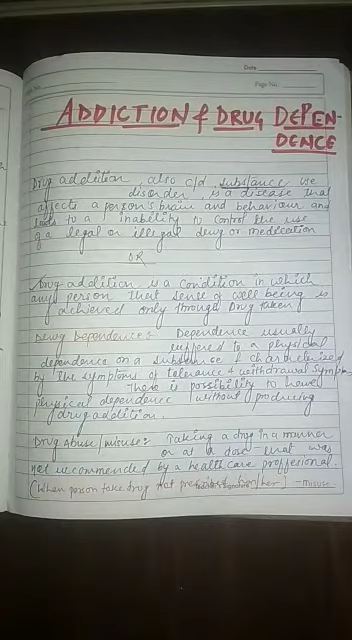 Date
Page No.
ADDICTION & DRUG DEPEN-
DENCE
Drug addiction, also c/d substance use
disorder, is a disease that
affects a person's brain and behaviour and
leads to a inability to control the use
of a legal or illegal drug or medication
OR
Drug addiction is a condition in which
any person that sense of well being is
achieved only through Drug taken
Drug Dependence: Dependence usually
reffered to a physical
dependence on a substance & characterized
by the symptoms of tolerance & withdrawal
There is possibility to have
physical dependence without producing
drug addiction.
Drug Abuse/misuse: Taking a drug in a manner
or at a dose that was
not recommended by a health care proffesional.
(When person take drug that for him/her) - misuse